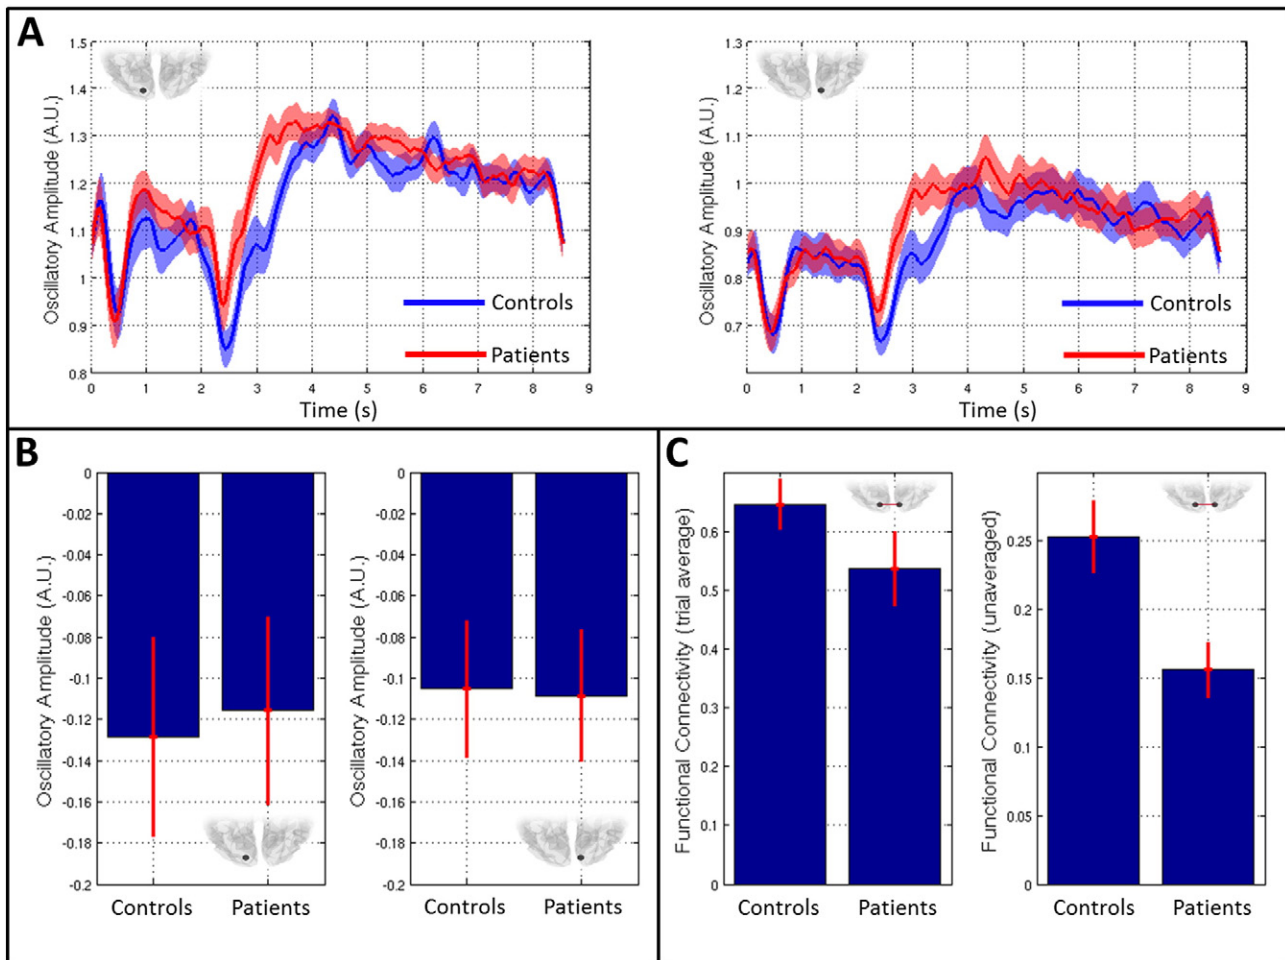 A
Oscillatory Amplitude (A.U.)
1.5
1.4
1.3
1.2
1.1
1
0.9
0.8
0 1 2 3 4 5 6 7 8 9
Time (s)
Controls
Patients
Oscillatory Amplitude (A.U.)
1.3
1.2
1.1
1
0.9
0.8
0.7
0 1 2 3 4 5 6 7 8 9
Time (s)
Controls
Patients
B
Oscillatory Amplitude (A.U.)
0
-0.02
-0.04
-0.06
-0.08
-0.1
-0.12
-0.14
-0.16
-0.18
-0.2
Controls Patients
Oscillatory Amplitude (A.U.)
0
-0.02
-0.04
-0.06
-0.08
-0.1
-0.12
-0.14
-0.16
-0.18
-0.2
Controls Patients
C
Functional Connectivity (trial average)
0.6
0.5
0.4
0.3
0.2
0.1
0
Controls Patients
Functional Connectivity (unaveraged)
0.25
0.2
0.15
0.1
0.05
0
Controls Patients